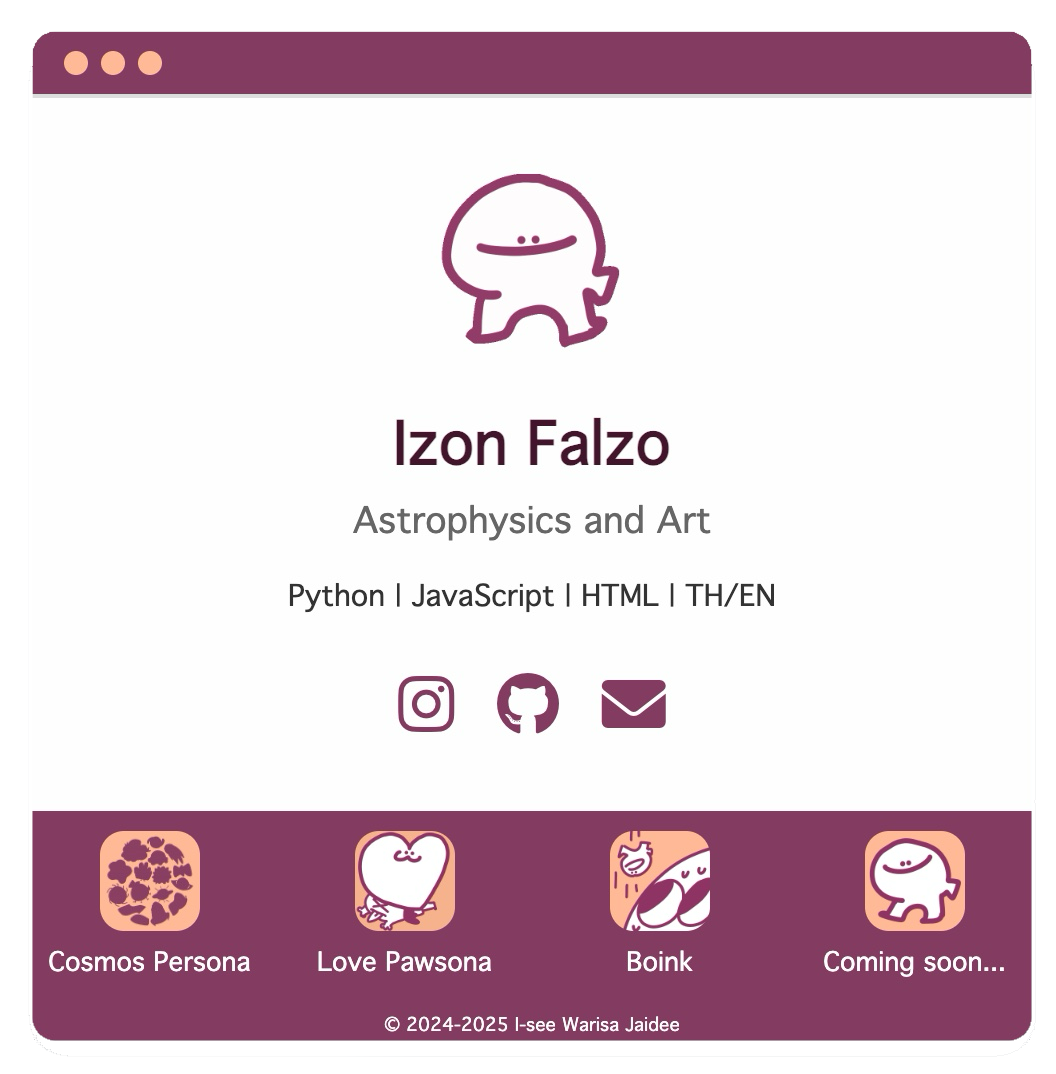 Izon Falzo
Astrophysics and Art
Python | JavaScript | HTML | TH/EN
Cosmos Persona
Love Pawsona
Boink
Coming soon...
© 2024-2025 I-see Warisa Jaidee